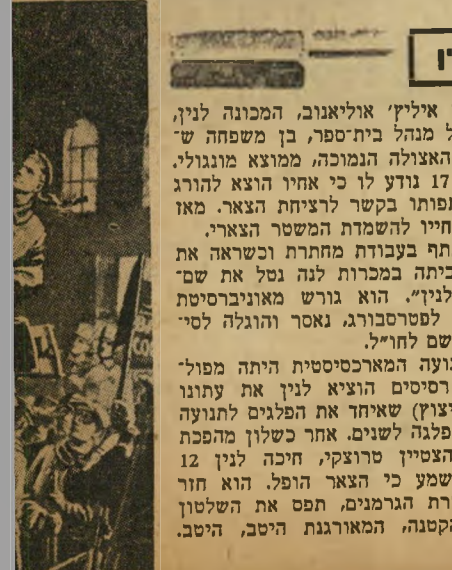 איליץ׳ אוליאנוב, המכונה לנין,
ל מנהל בית־ספר, בן משפחה ש־
האצולה הנמוכה, ממוצא מונגולי.
17 נודע לו כי אחיו הוצא להורג
תפותו בקשר לרציחת הצאר. מאז
חייו להשמדת המשטר הצארי.
תף בעבודת מחתרת וכשראה את
ביתה במכרות לנה נטל את שם־
לנין״. הוא גורש מאוניברסיטת
לפטרסבורג, נאסר והוגלה לסי־
שם לחו״ל.
נועה המארכסיסטית היתה מפול־
רסיסים הוציא לנין את עתונו
יצוץ) שאיחד את הפלגים לתנועה
פלגה לשנים. אחר כשלון מהפכת
הצטיין טרוצקי, חיכה לנין 12
שמע כי הצאר הופל. הוא חזר
רת הגרמנים, תפס את השלטון
הקטנה, המאורגנת היטב, היטב.